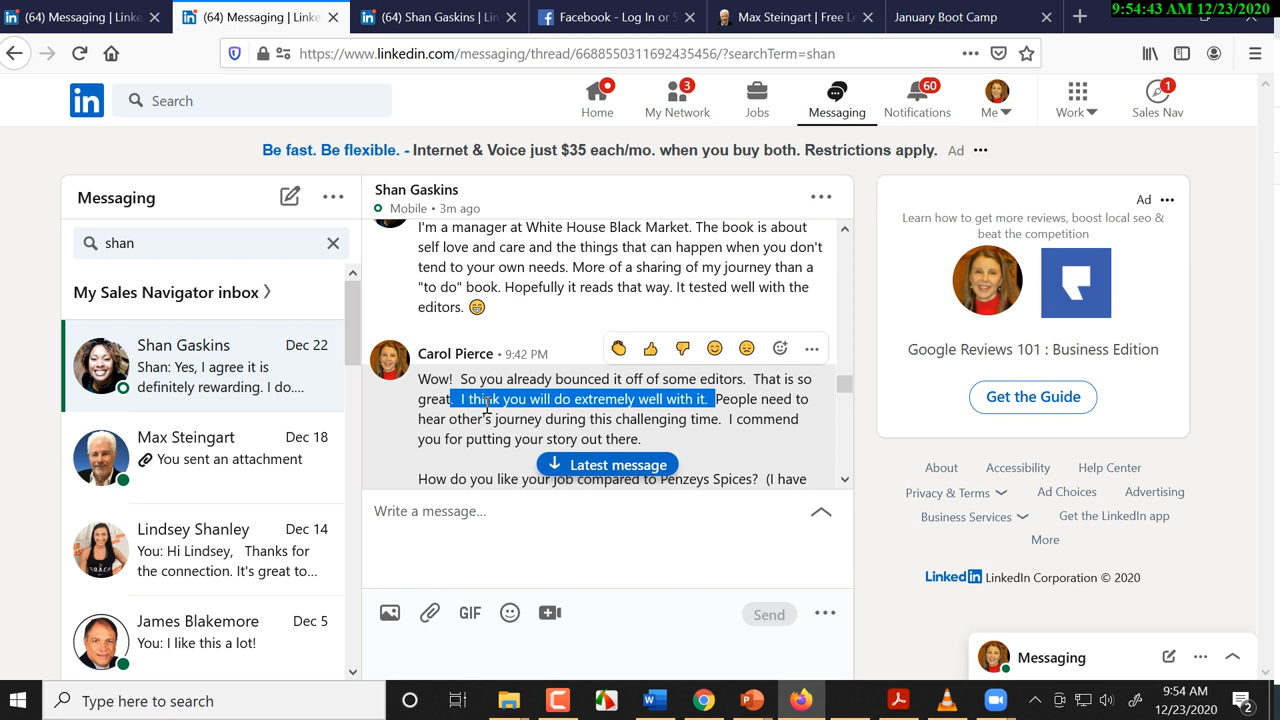 (64) Messaging | Linke
(64) Messaging | Linke
(64) Shan Gaskins | Lin
Facebook - Log In or S
Max Steingart | Free Le
January Boot Camp
9:54:43 AM 12/23/2020
https://www.linkedin.com/messaging/thread/6688550311692435456/?searchTerm=shan
in
Search
Home
3
My Network
Jobs
Messaging
60
Notifications
Me
Work
1
Sales Nav
Be fast. Be flexible. - Internet & Voice just $35 each/mo. when you buy both. Restrictions apply. Ad
Messaging
shan
My Sales Navigator inbox
Shan Gaskins Dec 22
Shan: Yes, I agree it is
definitely rewarding. I do....
Max Steingart Dec 18
You sent an attachment
Lindsey Shanley Dec 14
You: Hi Lindsey, Thanks for
the connection. It's great to...
James Blakemore Dec 5
You: I like this a lot!
Shan Gaskins
Mobile • 3m ago
I'm a manager at White House Black Market. The book is about
self love and care and the things that can happen when you don't
tend to your own needs. More of a sharing of my journey than a
"to do" book. Hopefully it reads that way. It tested well with the
editors.
Carol Pierce • 9:42 PM
Wow! So you already bounced it off of some editors. That is so
great. I think you will do extremely well with it. People need to
hear other's journey during this challenging time. I commend
you for putting your story out there.
Latest message
How do you like your job compared to Penzeys Spices? (I have
Write a message...
GIF
Send
Ad
Learn how to get more reviews, boost local seo &
beat the competition
Google Reviews 101 : Business Edition
Get the Guide
About Accessibility Help Center
Privacy & Terms Ad Choices Advertising
Business Services Get the LinkedIn app
More
Linked in LinkedIn Corporation © 2020
Messaging
Type here to search
9:54 AM
12/23/2020
2